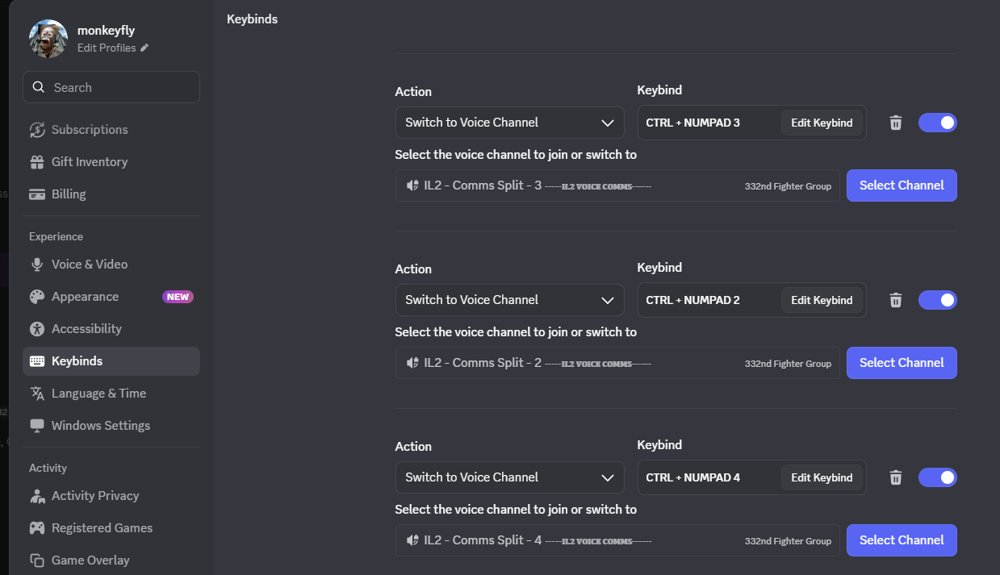 monkeyfly
Edit Profiles
Search
Subscriptions
Gift Inventory
Billing
Experience
Voice & Video
Appearance NEW
Accessibility
Keybinds
Language & Time
Windows Settings
Activity
Activity Privacy
Registered Games
Game Overlay
Keybinds
Action Keybind
Switch to Voice Channel CTRL + NUMPAD 3 Edit Keybind
Select the voice channel to join or switch to
IL2 - Comms Split - 3 -----IL2 VOICE COMMS------ 332nd Fighter Group Select Channel
Action Keybind
Switch to Voice Channel CTRL + NUMPAD 2 Edit Keybind
Select the voice channel to join or switch to
IL2 - Comms Split - 2 -----IL2 VOICE COMMS------ 332nd Fighter Group Select Channel
Action Keybind
Switch to Voice Channel CTRL + NUMPAD 4 Edit Keybind
Select the voice channel to join or switch to
IL2 - Comms Split - 4 -----IL2 VOICE COMMS------ 332nd Fighter Group Select Channel